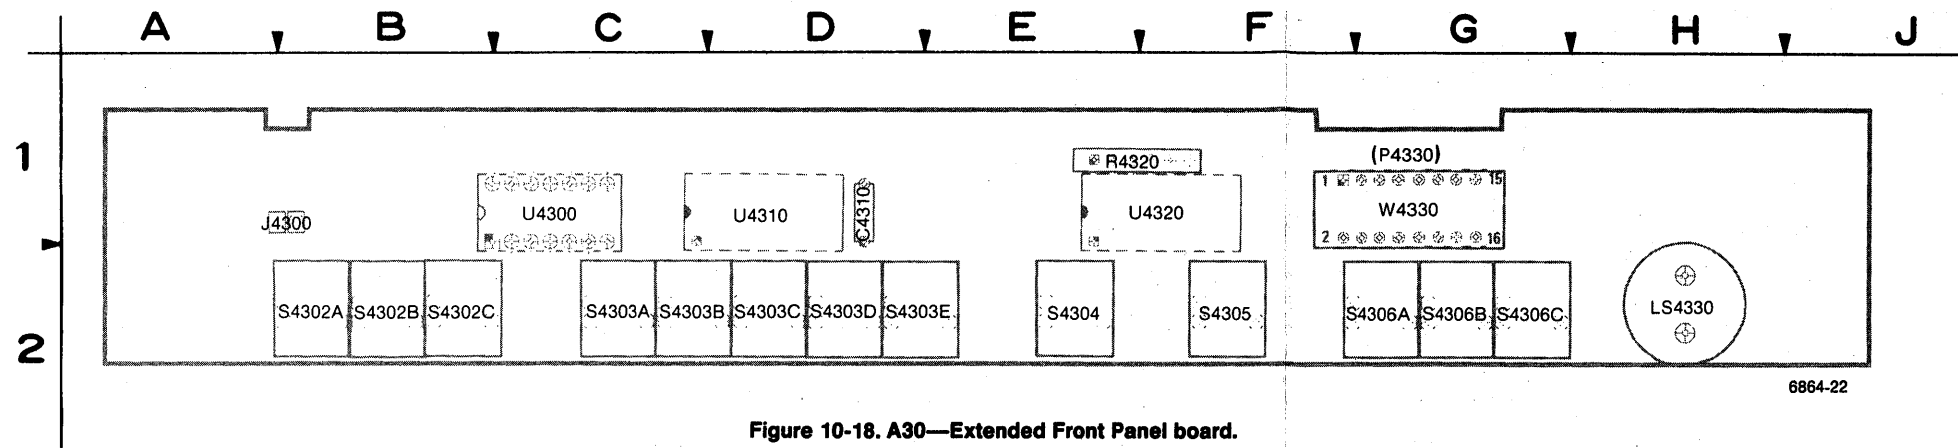 A B C D E F G H J
1
R4320
(P4330)
1 15
U4300 U4310 C4310 U4320 W4330
J4300
2 16
S4302A S4302B S4302C S4303A S4303B S4303C S4303D S4303E S4304 S4305 S4306A S4306B S4306C LS4330
2
6864-22
Figure 10-18. A30—Extended Front Panel board.